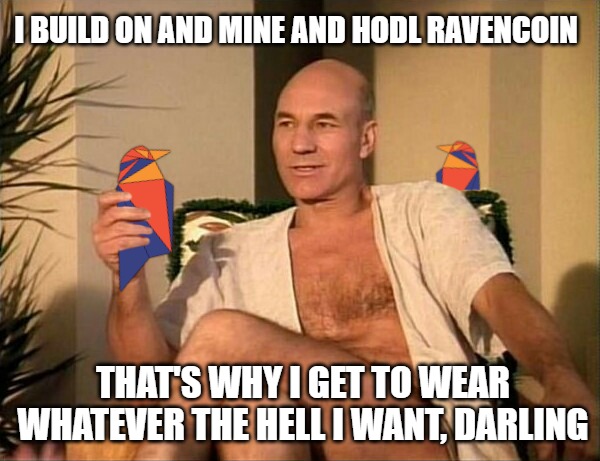 I BUILD ON AND MINE AND HODL RAVENCOIN
THAT'S WHY I GET TO WEAR
WHATEVER THE HELL I WANT, DARLING